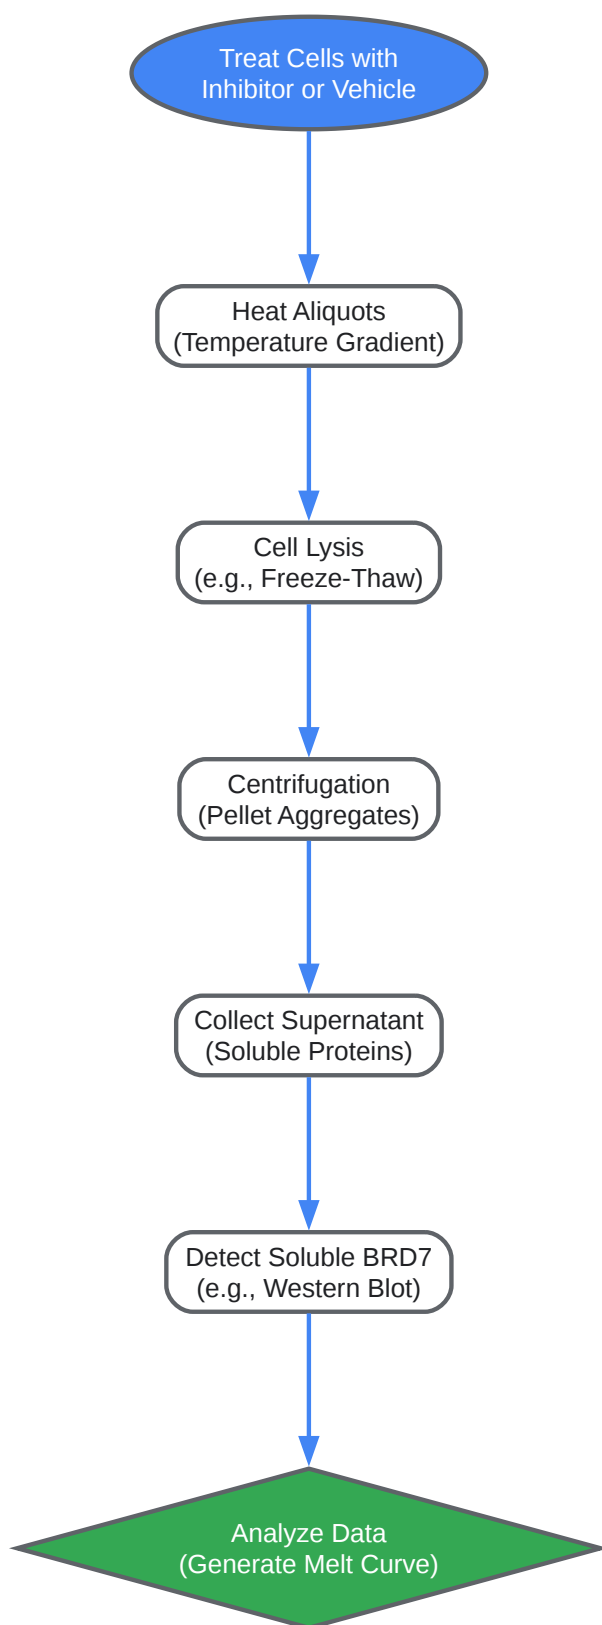 Treat Cells with
Inhibitor or Vehicle
Heat Aliquots
(Temperature Gradient)
Cell Lysis
(e.g., Freeze-Thaw)
Centrifugation
(Pellet Aggregates)
Collect Supernatant
(Soluble Proteins)
Detect Soluble BRD7
(e.g., Western Blot)
Analyze Data
(Generate Melt Curve)